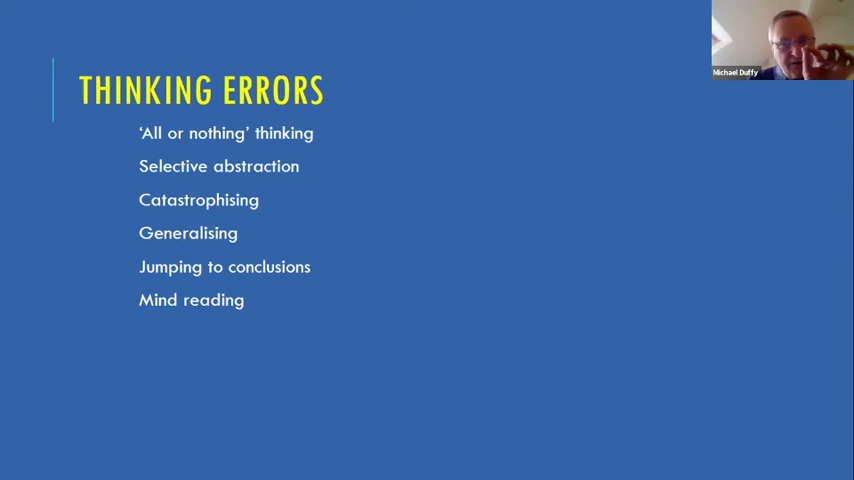 THINKING ERRORS
'All or nothing' thinking
Selective abstraction
Catastrophising
Generalising
Jumping to conclusions
Mind reading
Michael Duffy